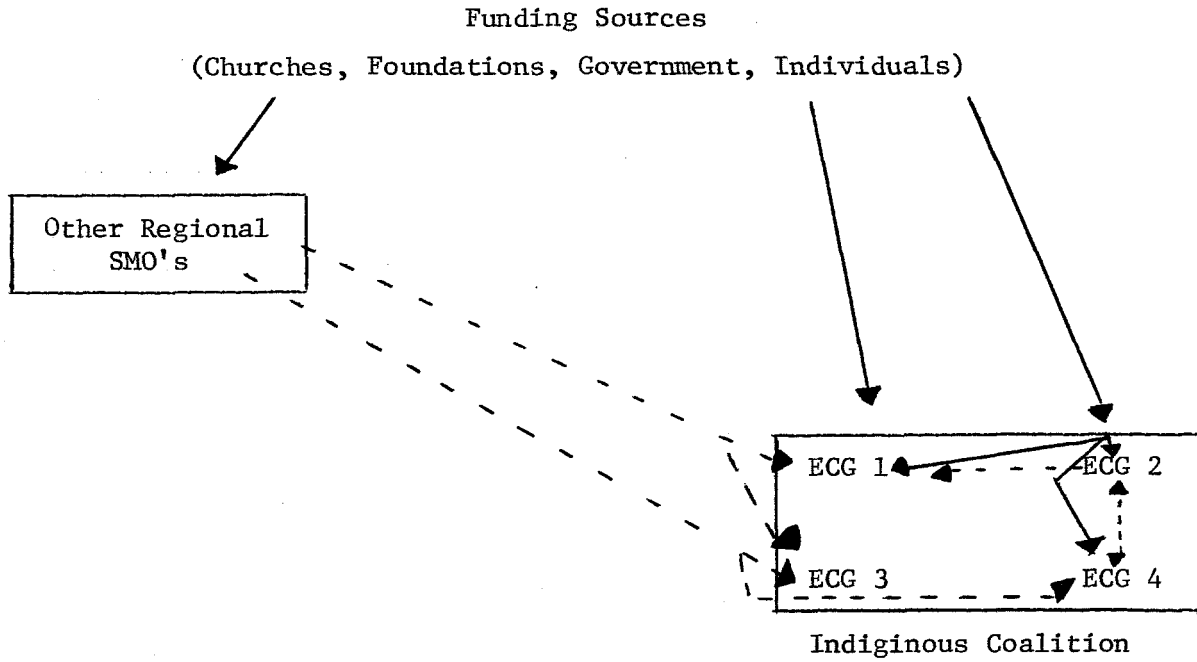 Funding Sources
(Churches, Foundations, Government, Individuals)
Other Regional
SMO's
ECG 1
ECG 2
ECG 3
ECG 4
Indiginous Coalition